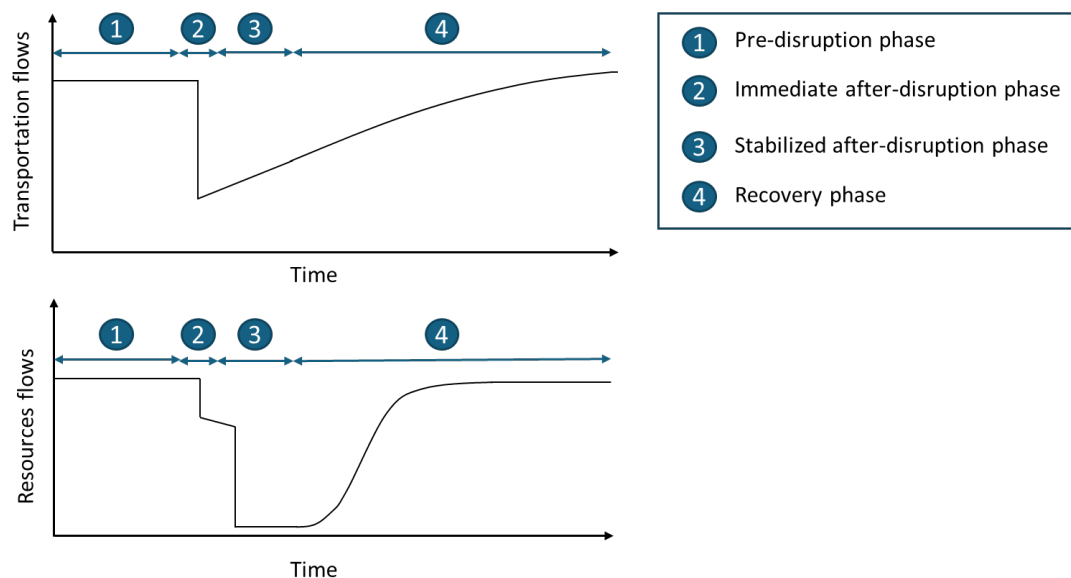 1
2
3
4
Transportation flows
Time
1 Pre-disruption phase
2 Immediate after-disruption phase
3 Stabilized after-disruption phase
4 Recovery phase
1
2
3
4
Resources flows
Time